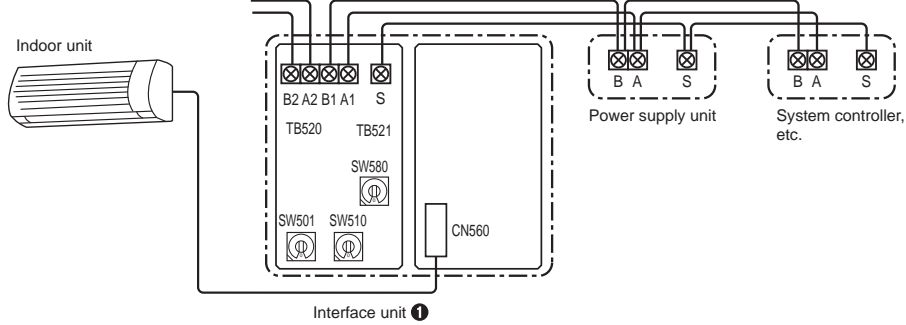 Indoor unit
B2 A2 B1 A1 S
TB520 TB521
SW580
SW501 SW510
CN560
Interface unit ❶
B A S
Power supply unit
B A S
System controller,
etc.